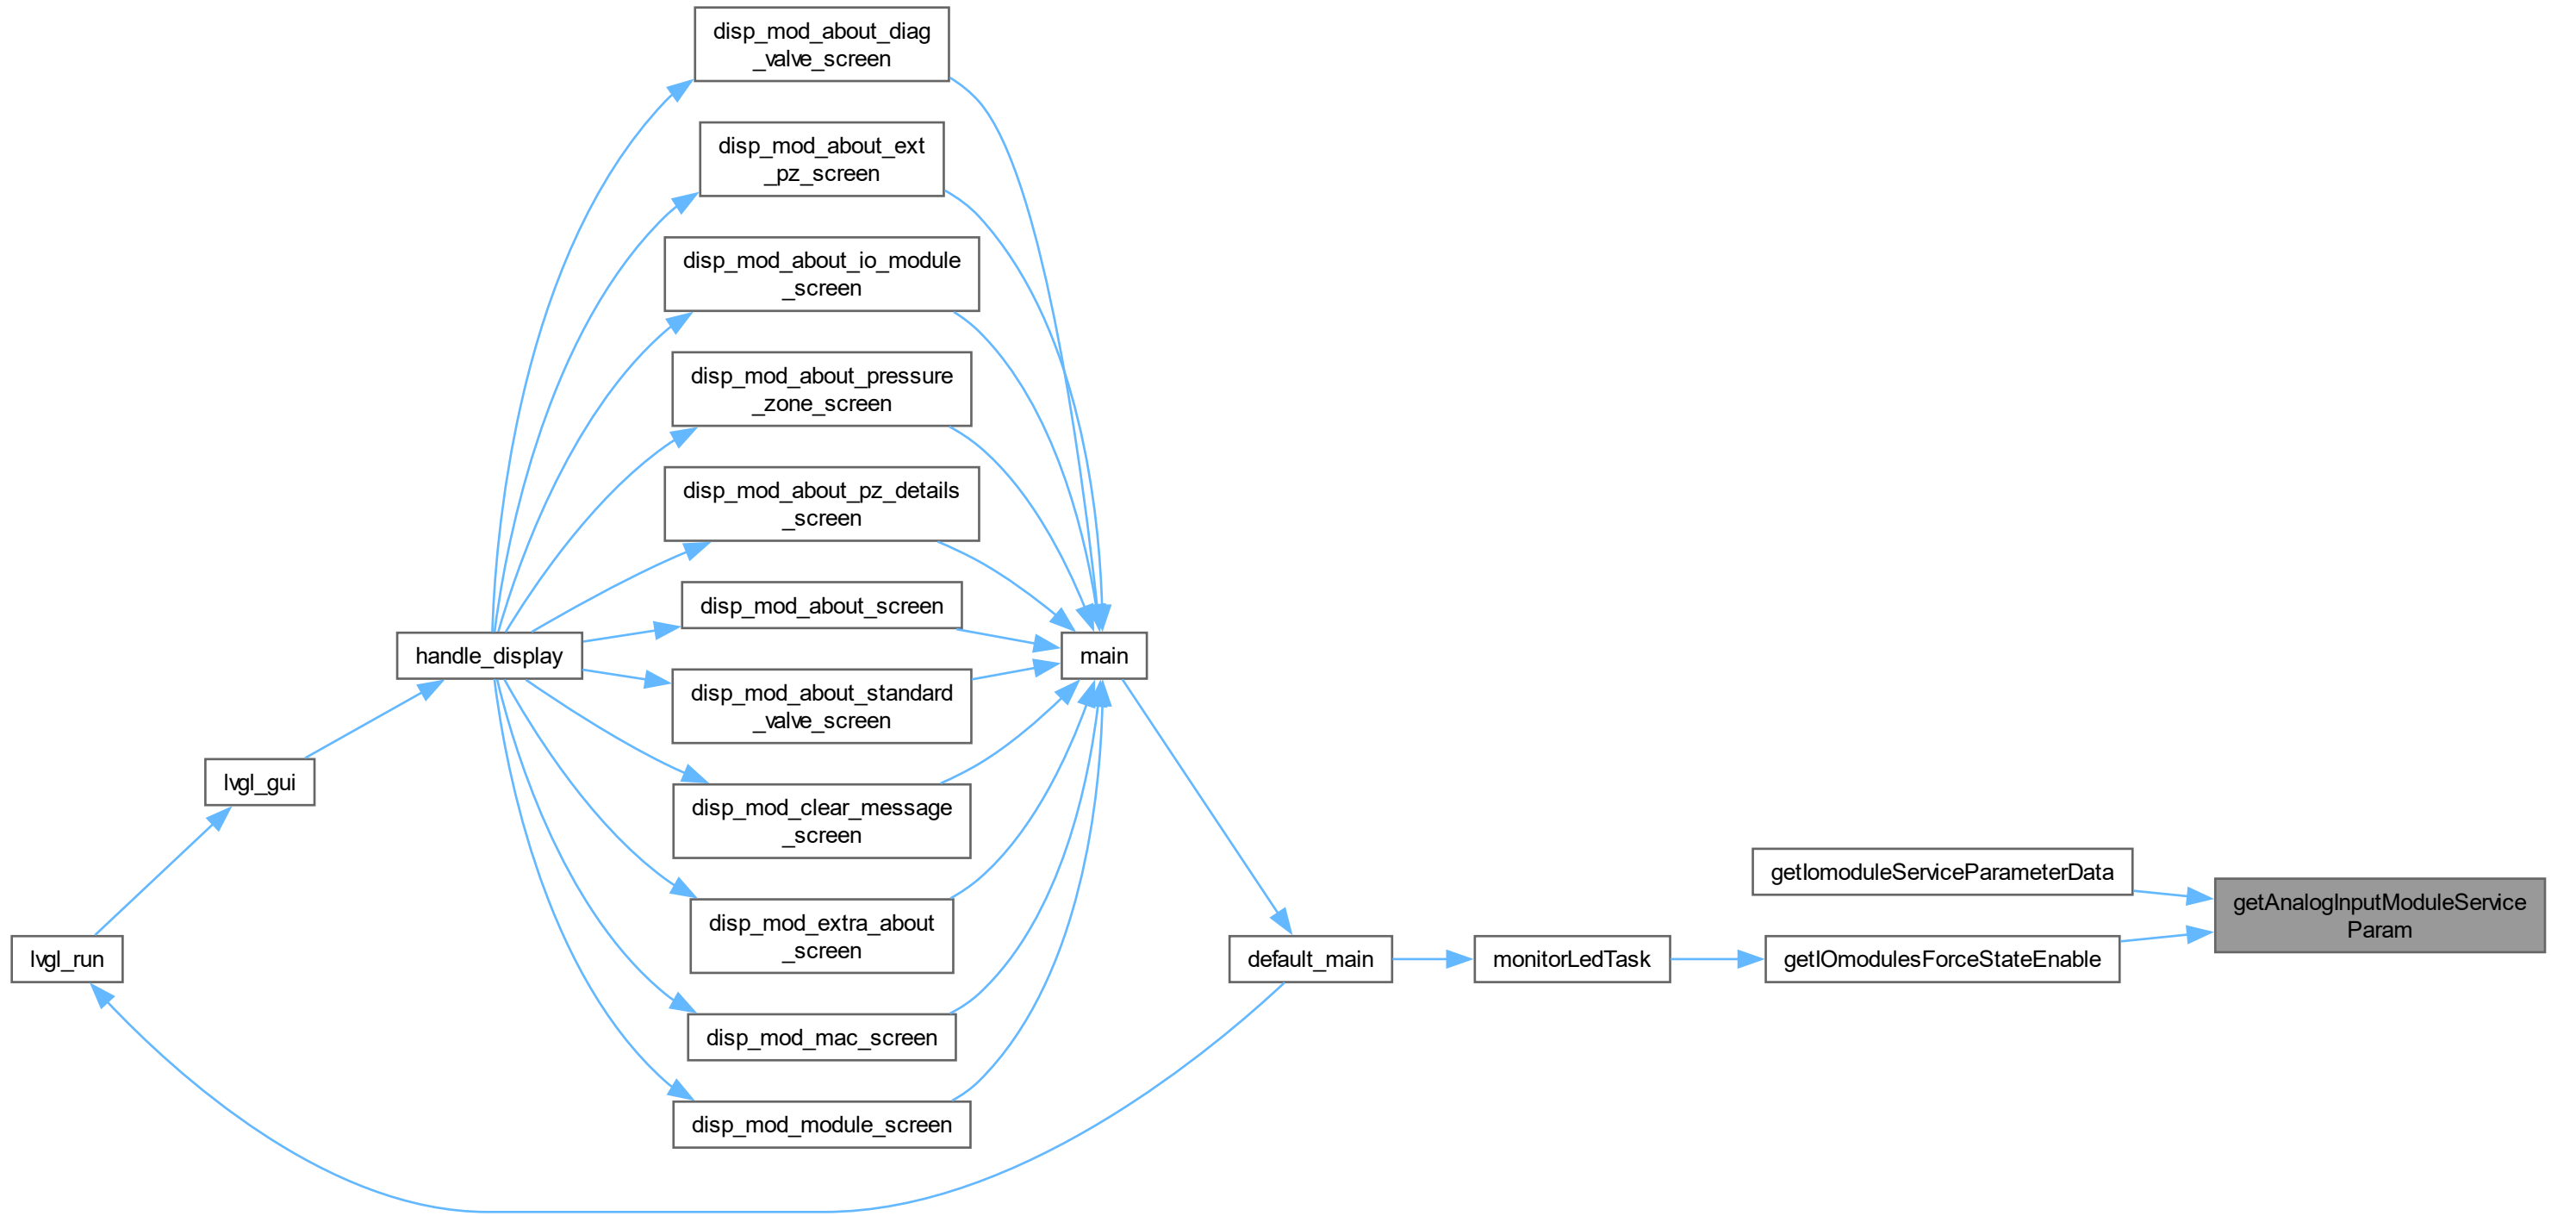 disp_mod_about_diag
_valve_screen
disp_mod_about_ext
_pz_screen
disp_mod_about_io_module
_screen
disp_mod_about_pressure
_zone_screen
disp_mod_about_pz_details
_screen
disp_mod_about_screen
handle_display
main
disp_mod_about_standard
_valve_screen
lvgl_gui
disp_mod_clear_message
_screen
getIomoduleServiceParameterData
getAnalogInputModuleService
Param
disp_mod_extra_about
_screen
lvgl_run
default_main
monitorLedTask
getIOmodulesForceStateEnable
disp_mod_mac_screen
disp_mod_module_screen